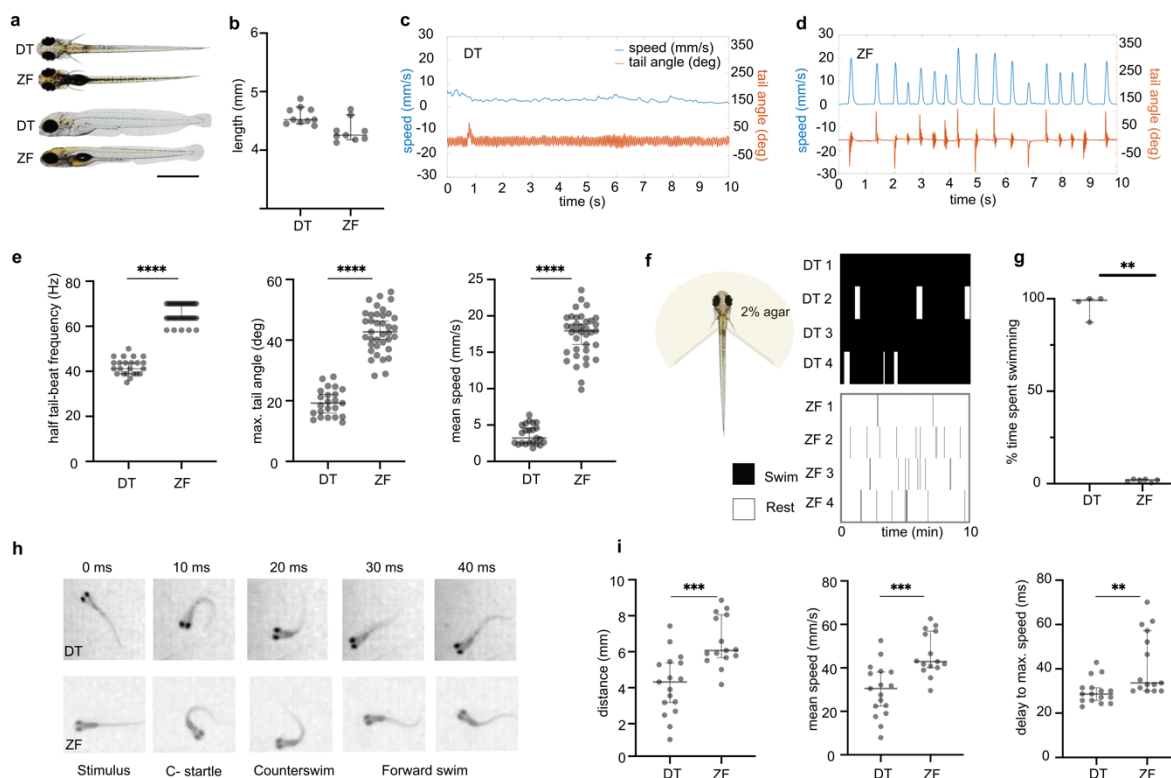 a
DT
ZF
DT
ZF
b
6
5
4
length (mm)
DT
ZF
c
30
20
10
0
-10
-20
-30
speed (mm/s)
DT
speed (mm/s)
tail angle (deg)
350
250
150
50
-50
tail angle (deg)
0 1 2 3 4 5 6 7 8 9 10
time (s)
d
30
20
10
0
-10
-20
-30
speed (mm/s)
ZF
350
250
150
50
-50
tail angle (deg)
0 1 2 3 4 5 6 7 8 9 10
time (s)
e
****
80
60
40
20
0
half tail-beat frequency (Hz)
DT
ZF
****
60
40
20
0
max. tail angle (deg)
DT
ZF
****
25
20
15
10
5
0
mean speed (mm/s)
DT
ZF
f
2% agar
Swim
Rest
DT 1
DT 2
DT 3
DT 4
ZF 1
ZF 2
ZF 3
ZF 4
0 time (min) 10
g
**
100
50
0
% time spent swimming
DT
ZF
h
0 ms 10 ms 20 ms 30 ms 40 ms
DT
ZF
Stimulus C- startle Counterswim Forward swim
i
***
10
8
6
4
2
0
distance (mm)
DT
ZF
***
80
60
40
20
0
mean speed (mm/s)
DT
ZF
**
80
60
40
20
0
delay to max. speed (ms)
DT
ZF